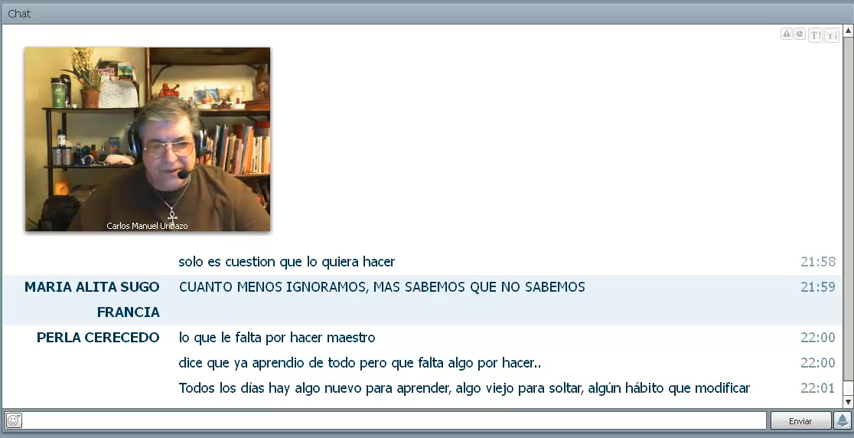 Chat
Carlos Manuel Uribazo
solo es cuestion que lo quiera hacer 21:58
MARIA ALITA SUGO CUANTO MENOS IGNORAMOS, MAS SABEMOS QUE NO SABEMOS 21:59
FRANCIA
PERLA CERECEDO lo que le falta por hacer maestro 22:00
dice que ya aprendio de todo pero que falta algo por hacer.. 22:00
Todos los días hay algo nuevo para aprender, algo viejo para soltar, algún hábito que modificar 22:01
Enviar